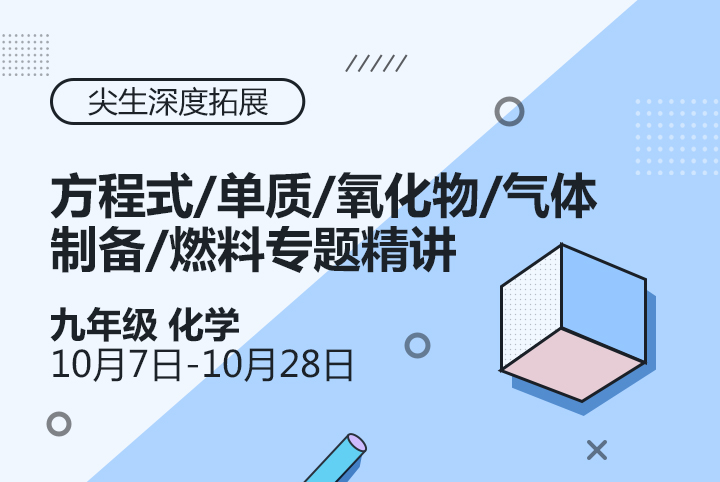 尖生深度拓展
方程式/单质/氧化物/气体
制备/燃料专题精讲
九年级 化学
10月7日-10月28日